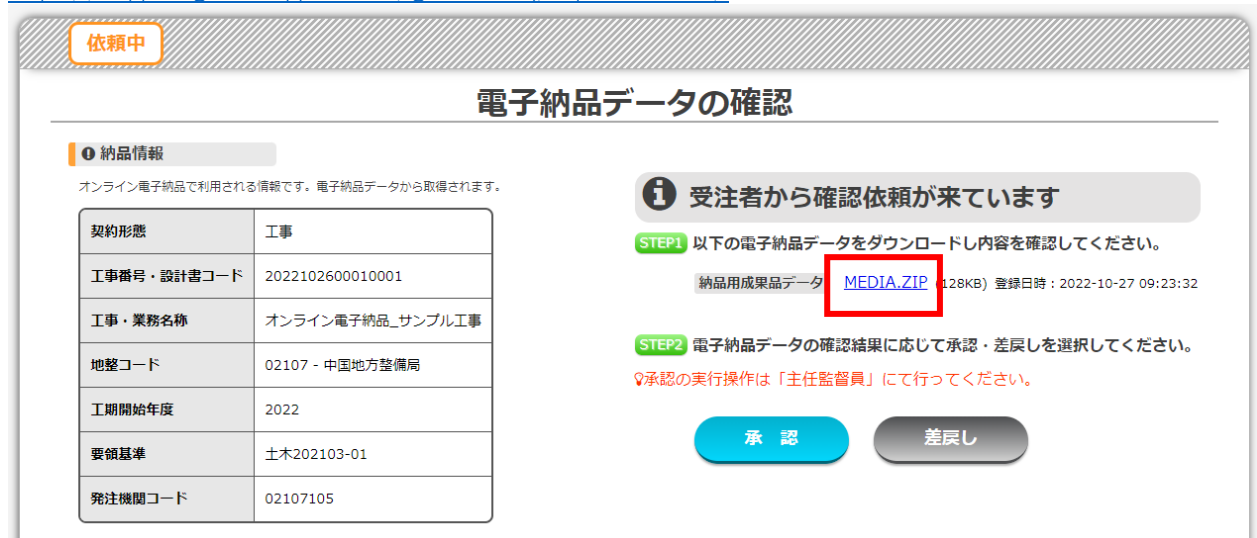 依頼中
電子納品データの確認
納品情報
オンライン電子納品で利用される情報です。電子納品データから取得されます。
契約形態 工事
工事番号・設計書コード 2022102600010001
工事・業務名称 オンライン電子納品_サンプル工事
地整コード 02107 - 中国地方整備局
工期開始年度 2022
要領基準 土木202103-01
発注機関コード 02107105
受注者から確認依頼が来ています
STEP1 以下の電子納品データをダウンロードし内容を確認してください。
納品用成果品データ MEDIA.ZIP (128KB) 登録日時:2022-10-27 09:23:32
STEP2 電子納品データの確認結果に応じて承認・差戻しを選択してください。
承認の実行操作は「主任監督員」にて行ってください。
承 認 差戻し